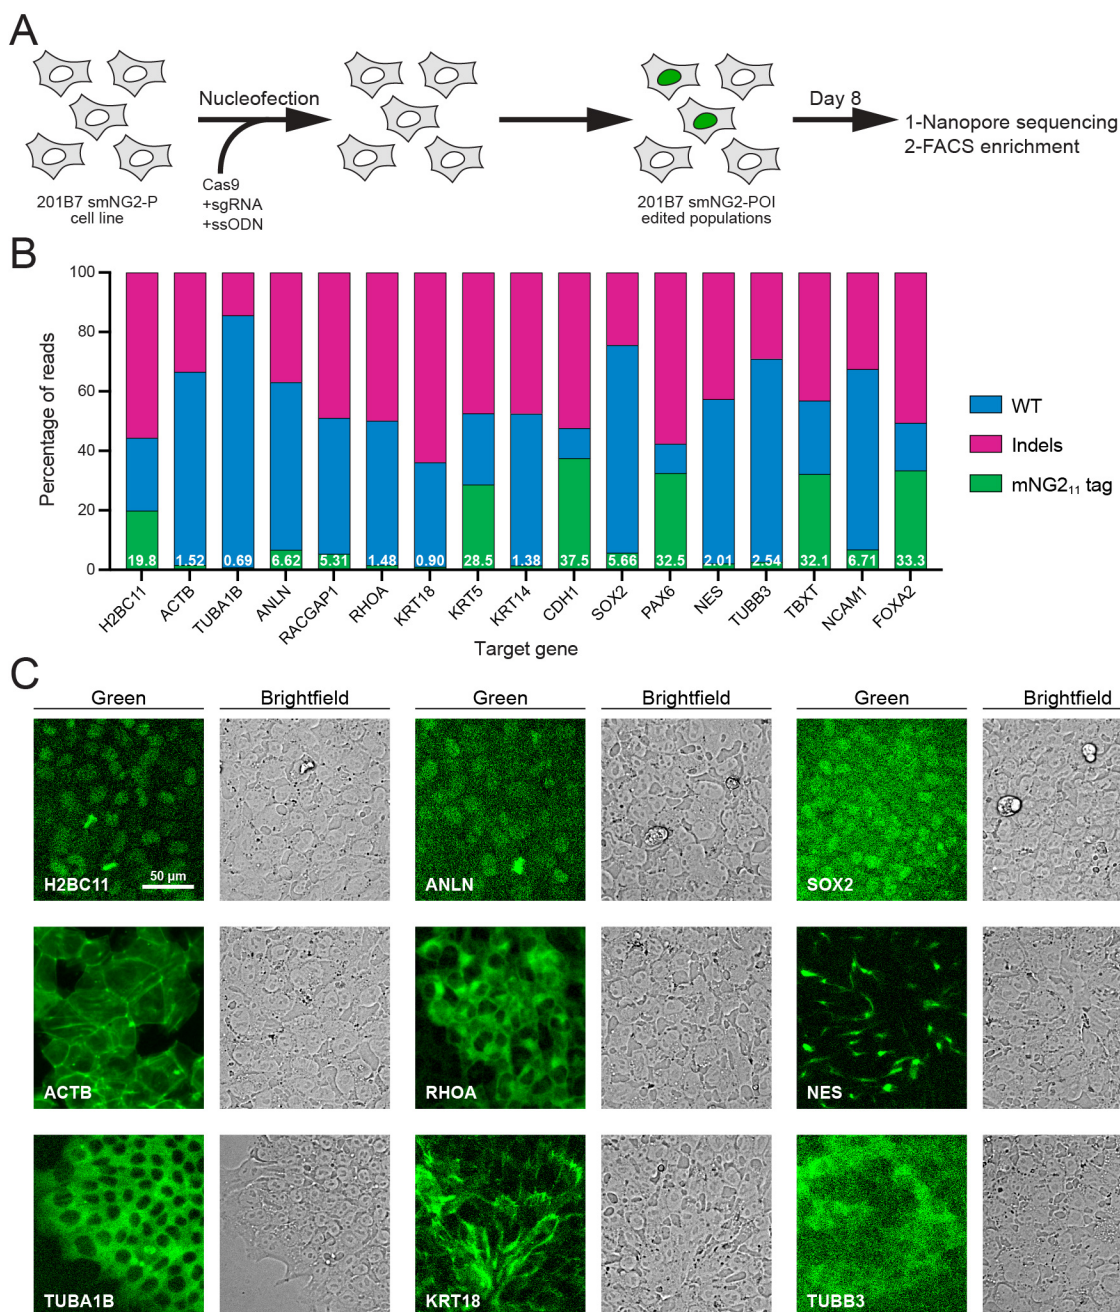 A
Nucleofection
Cas9
+sgRNA
+ssODN
201B7 smNG2-P
cell line
201B7 smNG2-POI
edited populations
Day 8
1-Nanopore sequencing
2-FACS enrichment
B
Percentage of reads
100
80
60
40
20
0
19.8 1.52 0.69 6.62 5.31 1.48 0.90 28.5 1.38 37.5 5.66 32.5 2.01 2.54 32.1 6.71 33.3
H2BC11 ACTB TUBA1B ANLN RACGAP1 RHOA KRT18 KRT5 KRT14 CDH1 SOX2 PAX6 NES TUBB3 TBXT NCAM1 FOXA2
Target gene
WT
Indels
mNG2₁₁ tag
C
Green Brightfield Green Brightfield Green Brightfield
H2BC11 50 µm ANLN SOX2
ACTB RHOA NES
TUBA1B KRT18 TUBB3